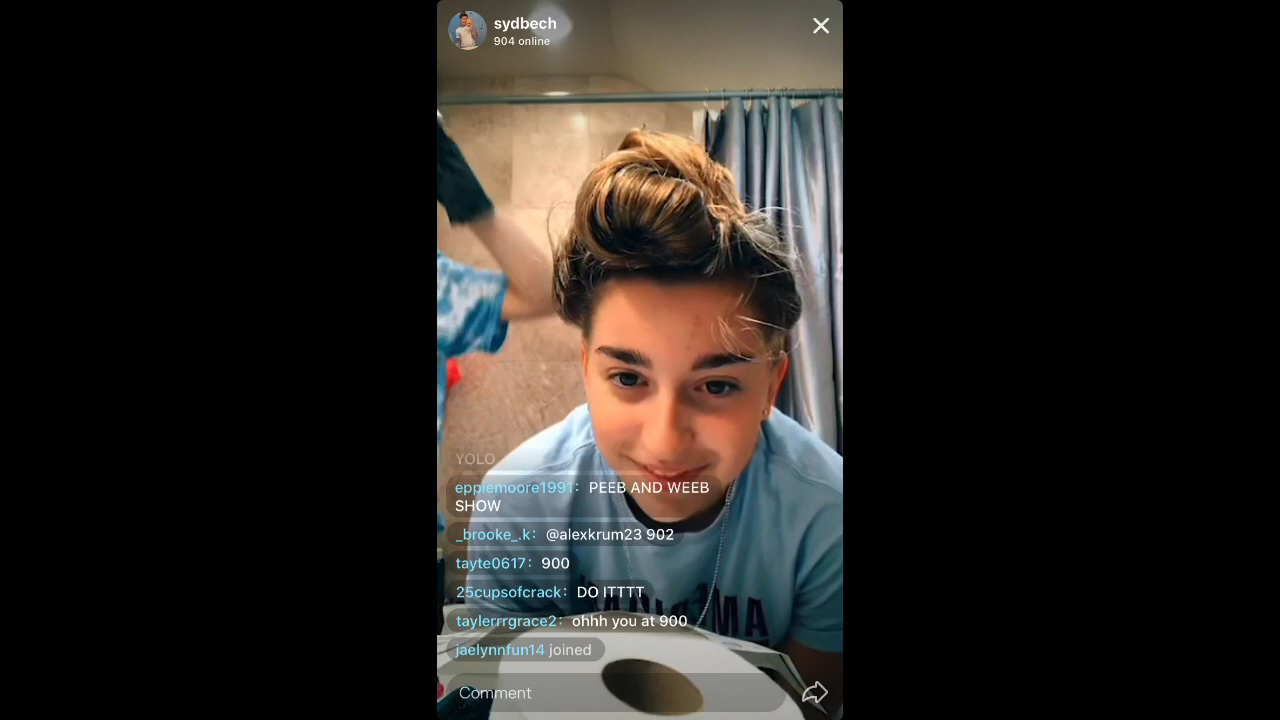 sydbech
904 online
YOLO
eppiemoore1991: PEEB AND WEEB
SHOW
_brooke_.k: @alexkrum23 902
tayte0617: 900
25cupsofcrack: DO ITTTT
taylerrrgrace2: ohhh you at 900
jaelynnfun14 joined
Comment